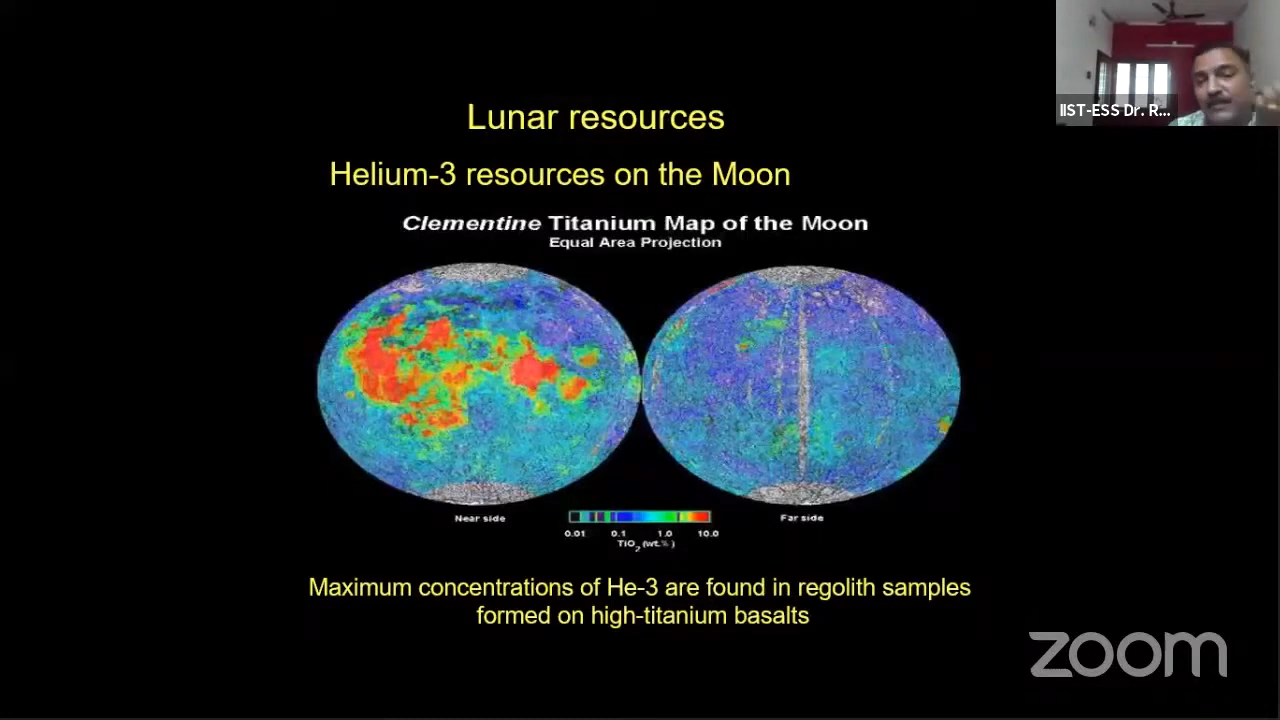 IIST-ESS Dr. R...
Lunar resources
Helium-3 resources on the Moon
Clementine Titanium Map of the Moon
Equal Area Projection
Near side
Far side
0.01 0.1 1.0 10.0
TiO2 (wt.%)
Maximum concentrations of He-3 are found in regolith samples
formed on high-titanium basalts
zoom